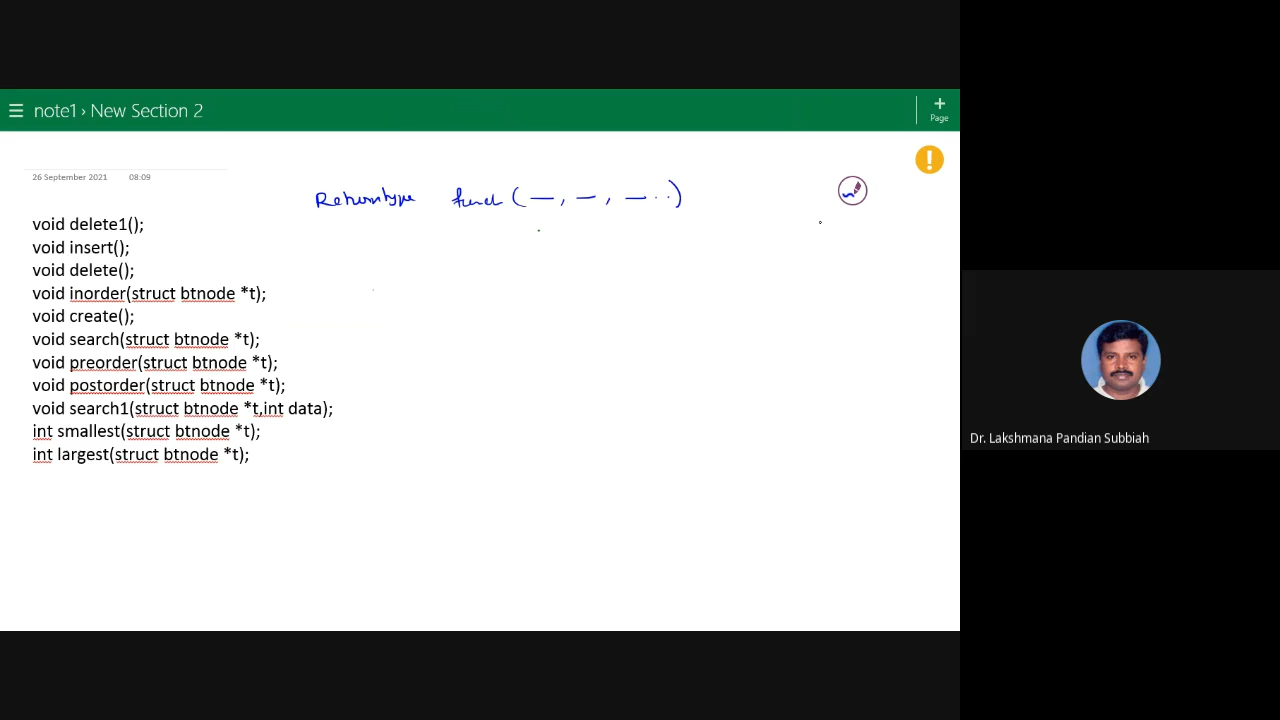 note1 › New Section 2
+
Page
26 September 2021 08:09
Returntype funct ( — , — , — . . )
void delete1();
void insert();
void delete();
void inorder(struct btnode *t);
void create();
void search(struct btnode *t);
void preorder(struct btnode *t);
void postorder(struct btnode *t);
void search1(struct btnode *t,int data);
int smallest(struct btnode *t);
int largest(struct btnode *t);
Dr. Lakshmana Pandian Subbiah